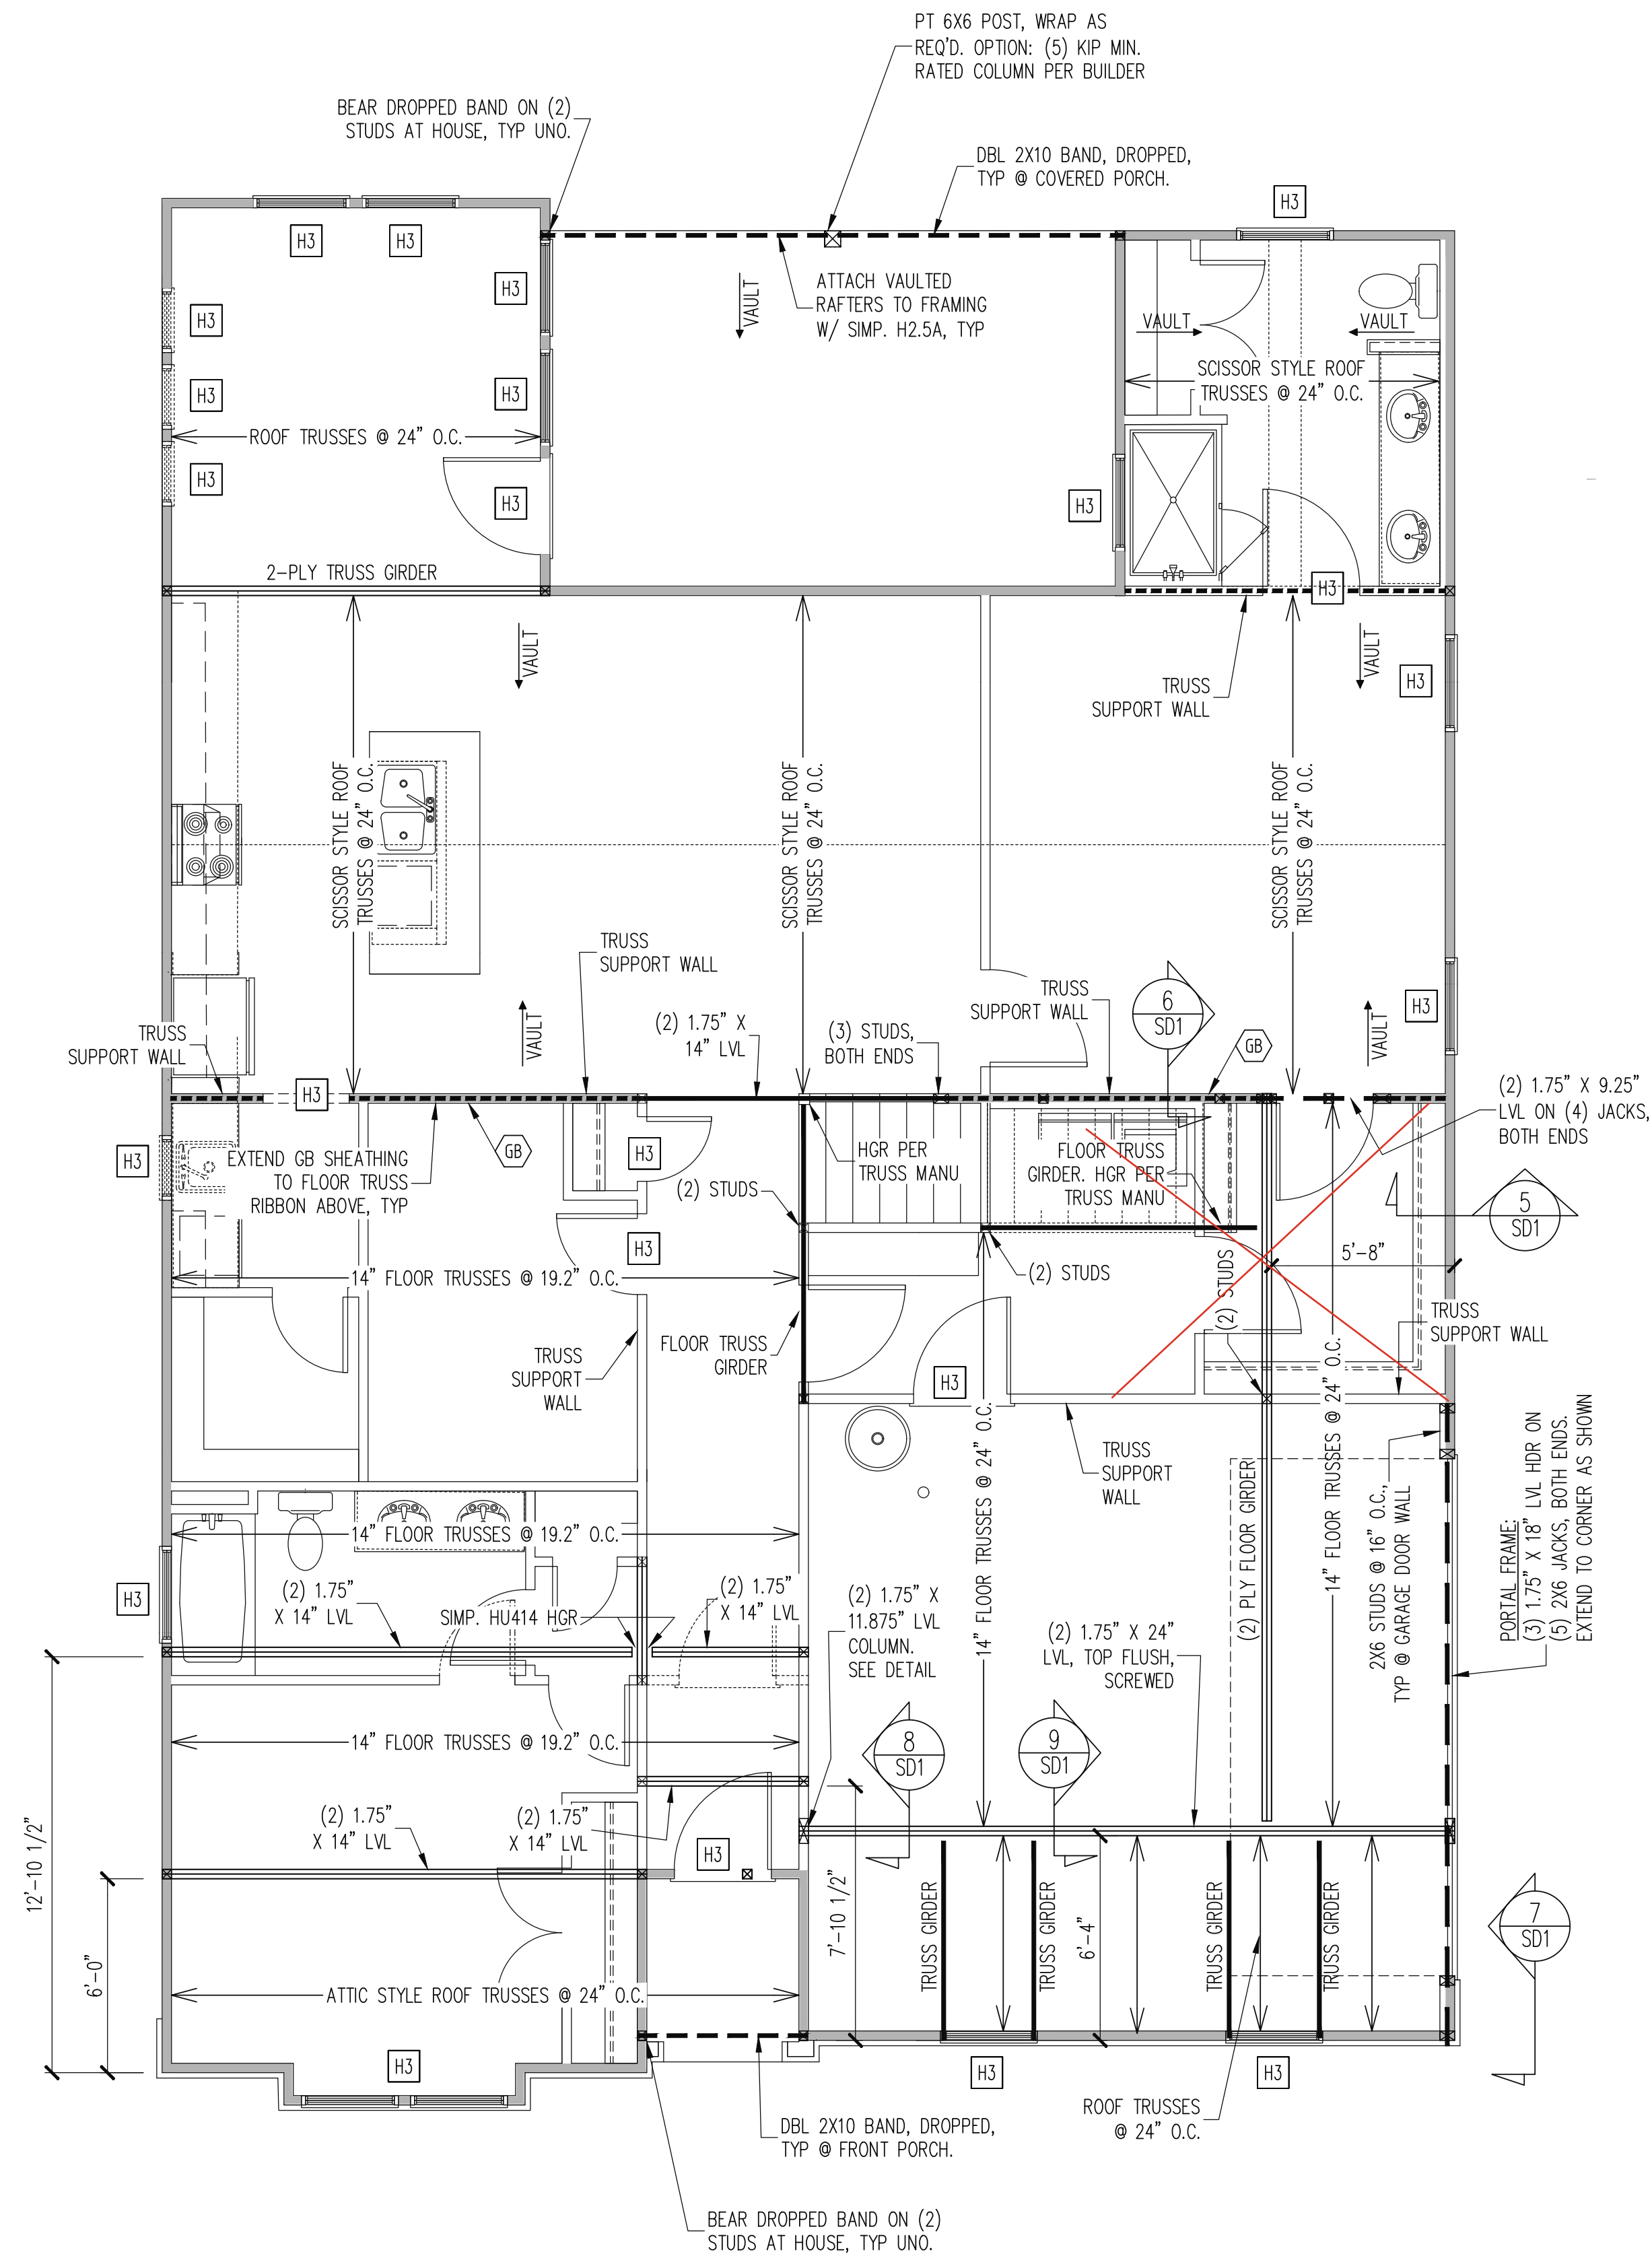 PT 6X6 POST, WRAP AS
REQ'D. OPTION: (5) KIP MIN.
RATED COLUMN PER BUILDER
BEAR DROPPED BAND ON (2)
STUDS AT HOUSE, TYP UNO.
DBL 2X10 BAND, DROPPED,
TYP @ COVERED PORCH.
H3
H3
H3
H3
ATTACH VAULTED
RAFTERS TO FRAMING
W/ SIMP. H2.5A, TYP
VAULT
VAULT
VAULT
H3
SCISSOR STYLE ROOF
TRUSSES @ 24" O.C.
H3
H3
ROOF TRUSSES @ 24" O.C.
H3
H3
H3
2-PLY TRUSS GIRDER
H3
VAULT
VAULT
TRUSS
SUPPORT WALL
H3
SCISSOR STYLE ROOF
TRUSSES @ 24" O.C.
SCISSOR STYLE ROOF
TRUSSES @ 24" O.C.
SCISSOR STYLE ROOF
TRUSSES @ 24" O.C.
TRUSS
SUPPORT WALL
TRUSS
SUPPORT WALL
6
SD1
H3
VAULT
(2) 1.75" X
14" LVL
(3) STUDS,
BOTH ENDS
GB
VAULT
TRUSS
SUPPORT WALL
H3
(2) 1.75" X 9.25"
LVL ON (4) JACKS,
BOTH ENDS
H3
EXTEND GB SHEATHING
TO FLOOR TRUSS
RIBBON ABOVE, TYP
GB
H3
HGR PER
TRUSS MANU
FLOOR TRUSS
GIRDER. HGR PER
TRUSS MANU
(2) STUDS
5
SD1
H3
14" FLOOR TRUSSES @ 19.2" O.C.
(2) STUDS
(2) STUDS
5'-8"
TRUSS
SUPPORT WALL
FLOOR TRUSS
GIRDER
TRUSS
SUPPORT
WALL
H3
14" FLOOR TRUSSES @ 24" O.C.
14" FLOOR TRUSSES @ 24" O.C.
TRUSS
SUPPORT
WALL
(2) PLY FLOOR GIRDER
2X6 STUDS @ 16" O.C.,
TYP @ GARAGE DOOR WALL
PORTAL FRAME:
(3) 1.75" X 18" LVL HDR ON
(5) 2X6 JACKS, BOTH ENDS.
EXTEND TO CORNER AS SHOWN
14" FLOOR TRUSSES @ 19.2" O.C.
H3
(2) 1.75"
X 14" LVL
SIMP. HU414 HGR
(2) 1.75"
X 14" LVL
(2) 1.75" X
11.875" LVL
COLUMN.
SEE DETAIL
(2) 1.75" X 24"
LVL, TOP FLUSH,
SCREWED
14" FLOOR TRUSSES @ 19.2" O.C.
8
SD1
9
SD1
(2) 1.75"
X 14" LVL
(2) 1.75"
X 14" LVL
H3
12'-10 1/2"
6'-0"
7'-10 1/2"
TRUSS GIRDER
TRUSS GIRDER
6'-4"
TRUSS GIRDER
TRUSS GIRDER
7
SD1
ATTIC STYLE ROOF TRUSSES @ 24" O.C.
H3
H3
H3
DBL 2X10 BAND, DROPPED,
TYP @ FRONT PORCH.
ROOF TRUSSES
@ 24" O.C.
BEAR DROPPED BAND ON (2)
STUDS AT HOUSE, TYP UNO.